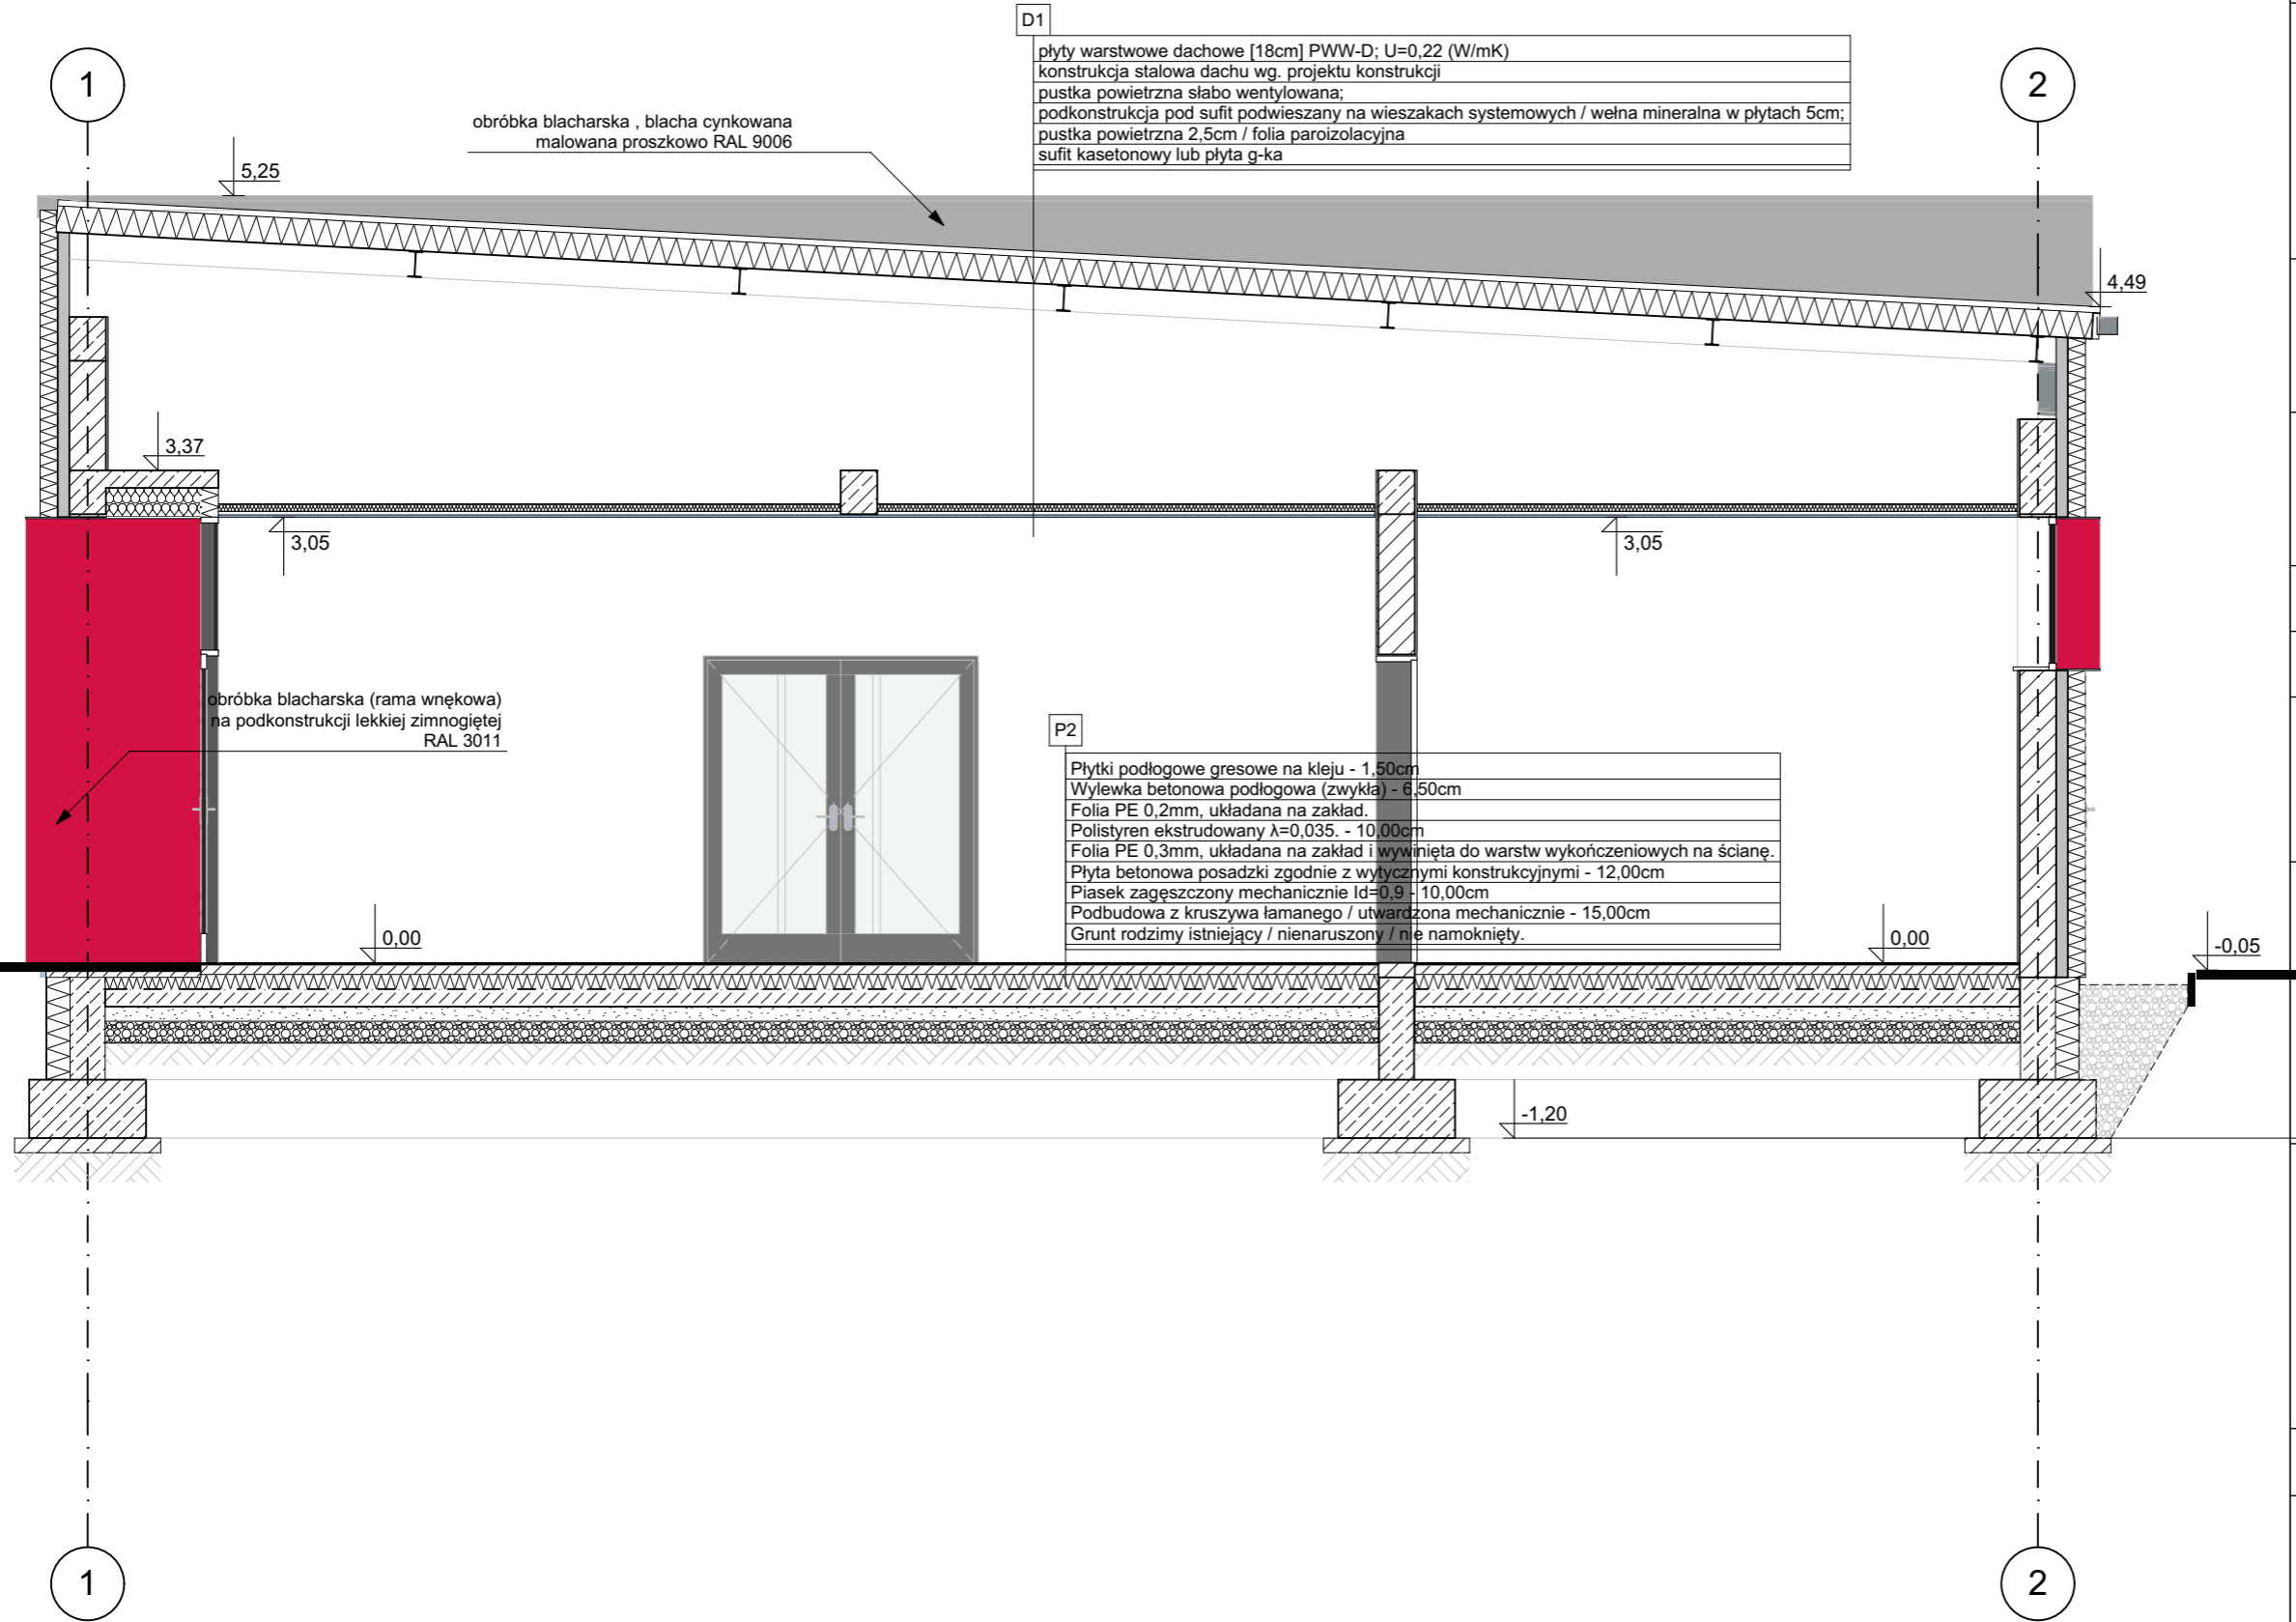 D1
płyty warstwowe dachowe [18cm] PWW-D; U=0,22 (W/mK)
konstrukcja stalowa dachu wg. projektu konstrukcji
pustka powietrzna słabo wentylowana;
podkonstrukcja pod sufit podwieszany na wieszakach systemowych / wełna mineralna w płytach 5cm;
pustka powietrzna 2,5cm / folia paroizolacyjna
sufit kasetonowy lub płyta g-ka
1
2
obróbka blacharska , blacha cynkowana
malowana proszkowo RAL 9006
5,25
4,49
3,37
3,05
3,05
obróbka blacharska (rama wnękowa)
na podkonstrukcji lekkiej zimnogiętej
RAL 3011
P2
Płytki podłogowe gresowe na kleju - 1,50cm
Wylewka betonowa podłogowa (zwykła) - 6,50cm
Folia PE 0,2mm, układana na zakład.
Polistyren ekstrudowany λ=0,035. - 10,00cm
Folia PE 0,3mm, układana na zakład i wywinięta do warstw wykończeniowych na ścianę.
Płyta betonowa posadzki zgodnie z wytycznymi konstrukcyjnymi - 12,00cm
Piasek zagęszczony mechanicznie Id=0,9 - 10,00cm
Podbudowa z kruszywa łamanego / utwardzona mechanicznie - 15,00cm
Grunt rodzimy istniejący / nienaruszony / nie namoknięty.
0,00
0,00
-0,05
-1,20
1
2